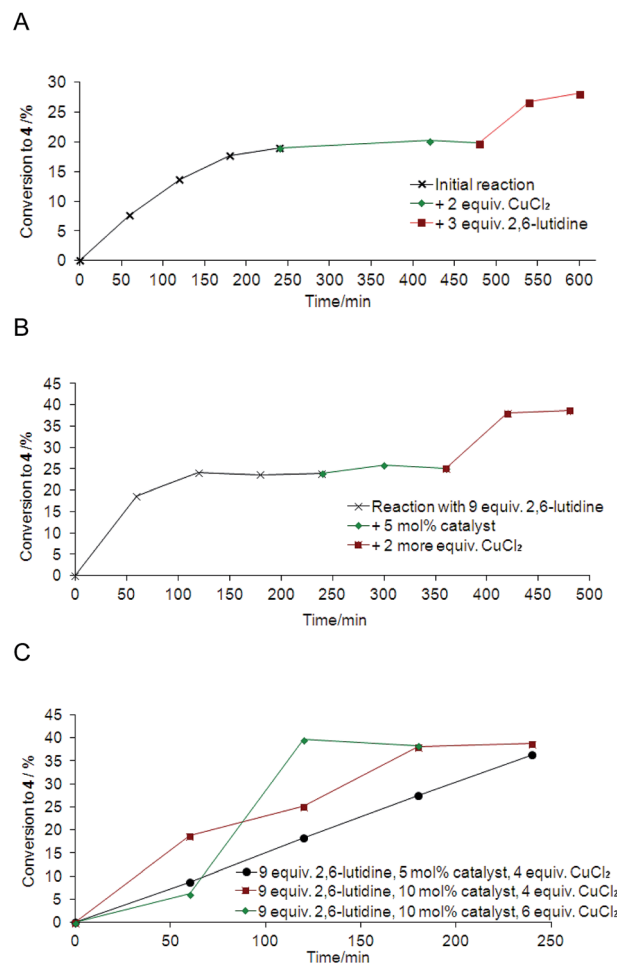 A
Conversion to 4 /%
30
25
20
15
10
5
0
Initial reaction
+ 2 equiv. CuCl₂
+ 3 equiv. 2,6-lutidine
0 50 100 150 200 250 300 350 400 450 500 550 600
Time/min
B
Conversion to 4 /%
45
40
35
30
25
20
15
10
5
0
Reaction with 9 equiv. 2,6-lutidine
+ 5 mol% catalyst
+ 2 more equiv. CuCl₂
0 50 100 150 200 250 300 350 400 450 500
Time/min
C
Conversion to 4 / %
45
40
35
30
25
20
15
10
5
0
9 equiv. 2,6-lutidine, 5 mol% catalyst, 4 equiv. CuCl₂
9 equiv. 2,6-lutidine, 10 mol% catalyst, 4 equiv. CuCl₂
9 equiv. 2,6-lutidine, 10 mol% catalyst, 6 equiv. CuCl₂
0 50 100 150 200 250
Time/min